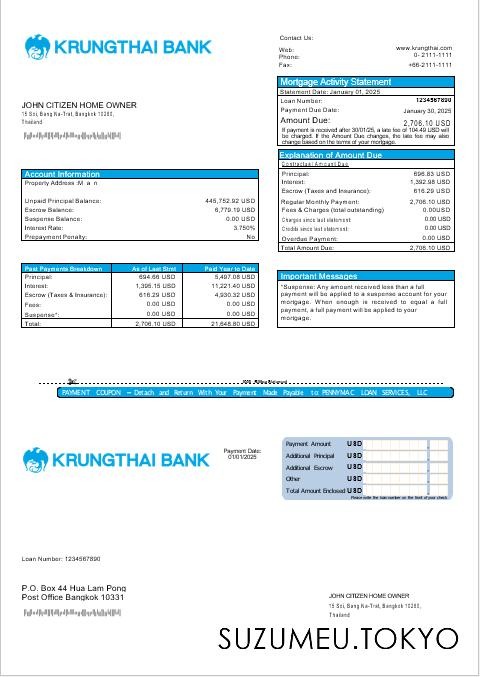 KRUNGTHAI BANK
Contact Us:
Web: www.krungthai.com
Phone: 0- 2111-1111
Fax: +66-2111-1111
Mortgage Activity Statement
Statement Date: January 01, 2025
Loan Number: 1234567890
Payment Due Date: January 30, 2025
Amount Due: 2,706.10 USD
If payment is received after 30/01/25, a late fee of 104.49 USD will
be charged. If the Amount Due changes, the late fee may also
change based on the terms of your mortgage.
JOHN CITIZEN HOME OWNER
15 Soi, Bang Na-Trat, Bangkok, Bangkok
Thailand
Explanation of Amount Due
Contractual Amount Due
Principal: 696.83 USD
Interest: 1,392.98 USD
Escrow (Taxes and Insurance): 616.29 USD
Regular Monthly Payment: 2,706.10 USD
Fees & Charges (total outstanding) 0.00USD
Charges since last statement: 0.00 USD
Credits since last statement: 0.00 USD
Overdue Payment: 0.00 USD
Total Amount Due: 2,706.10 USD
Account Information
Property Address :M a n
Unpaid Principal Balance: 445,752.92 USD
Escrow Balance: 6,779.19 USD
Suspense Balance: 0.00 USD
Interest Rate: 3.750%
Prepayment Penalty: No
Past Payments Breakdown As of Last Stmt Paid Year to Date
Principal: 694.66 USD 5,497.08 USD
Interest: 1,395.15 USD 11,221.40 USD
Escrow (Taxes & Insurance): 616.29 USD 4,930.32 USD
Fees: 0.00 USD 0.00 USD
Suspense*: 0.00 USD 0.00 USD
Total: 2,706.10 USD 21,648.80 USD
Important Messages
*Suspense: Any amount received less than a full
payment will be applied to a suspense account for your
mortgage. When enough is received to equal a full
payment, a full payment will be applied to your
mortgage.
PAYMENT COUPON – Detach and Return With Your Payment Made Payable to: PENNYMAC LOAN SERVICES, LLC
KRUNGTHAI BANK
Payment Date:
01/01/2025
Payment Amount USD
Additional Principal USD
Additional Escrow USD
Other USD
Total Amount Enclosed USD
Please write the loan number on the front of your check
Loan Number: 1234567890
P.O. Box 44 Hua Lam Pong
Post Office Bangkok 10331
JOHN CITIZEN HOME OWNER
15 Soi, Bang Na-Trat, Bangkok, Bangkok
Thailand
SUZUMEU.TOKYO